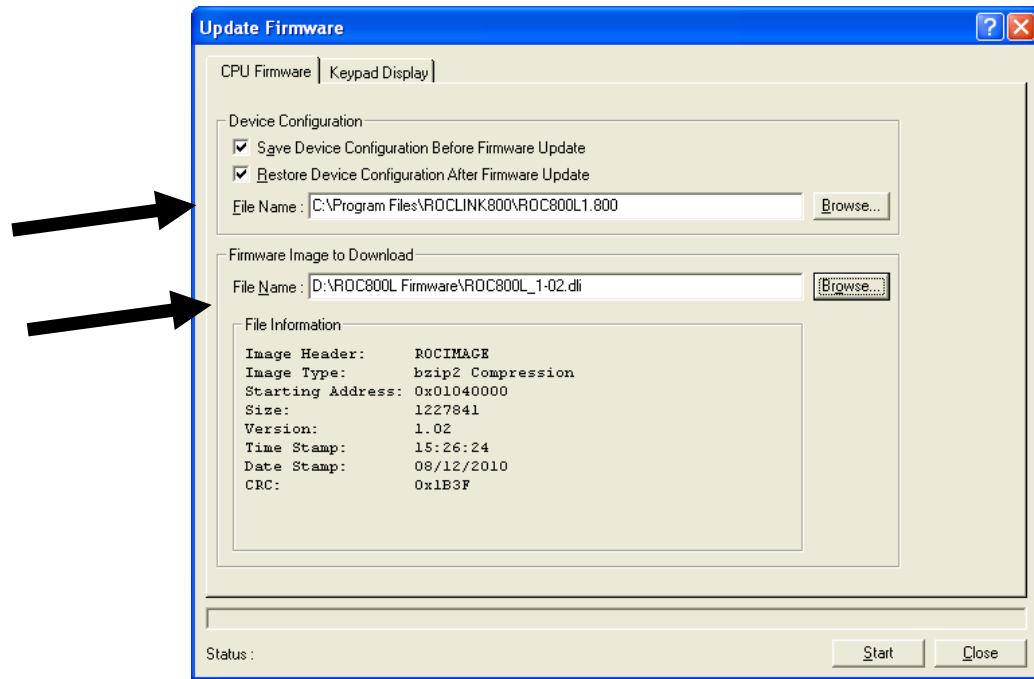 Update Firmware
CPU Firmware Keypad Display
Device Configuration
Save Device Configuration Before Firmware Update
Restore Device Configuration After Firmware Update
File Name : C:\Program Files\ROCLINK800\ROC800L1.800 Browse...
Firmware Image to Download
File Name : D:\ROC800L Firmware\ROC800L_1-02.dli Browse...
File Information
Image Header: ROCIMAGE
Image Type: bzip2 Compression
Starting Address: 0x01040000
Size: 1227841
Version: 1.02
Time Stamp: 15:26:24
Date Stamp: 08/12/2010
CRC: 0x1B3F
Status : Start Close